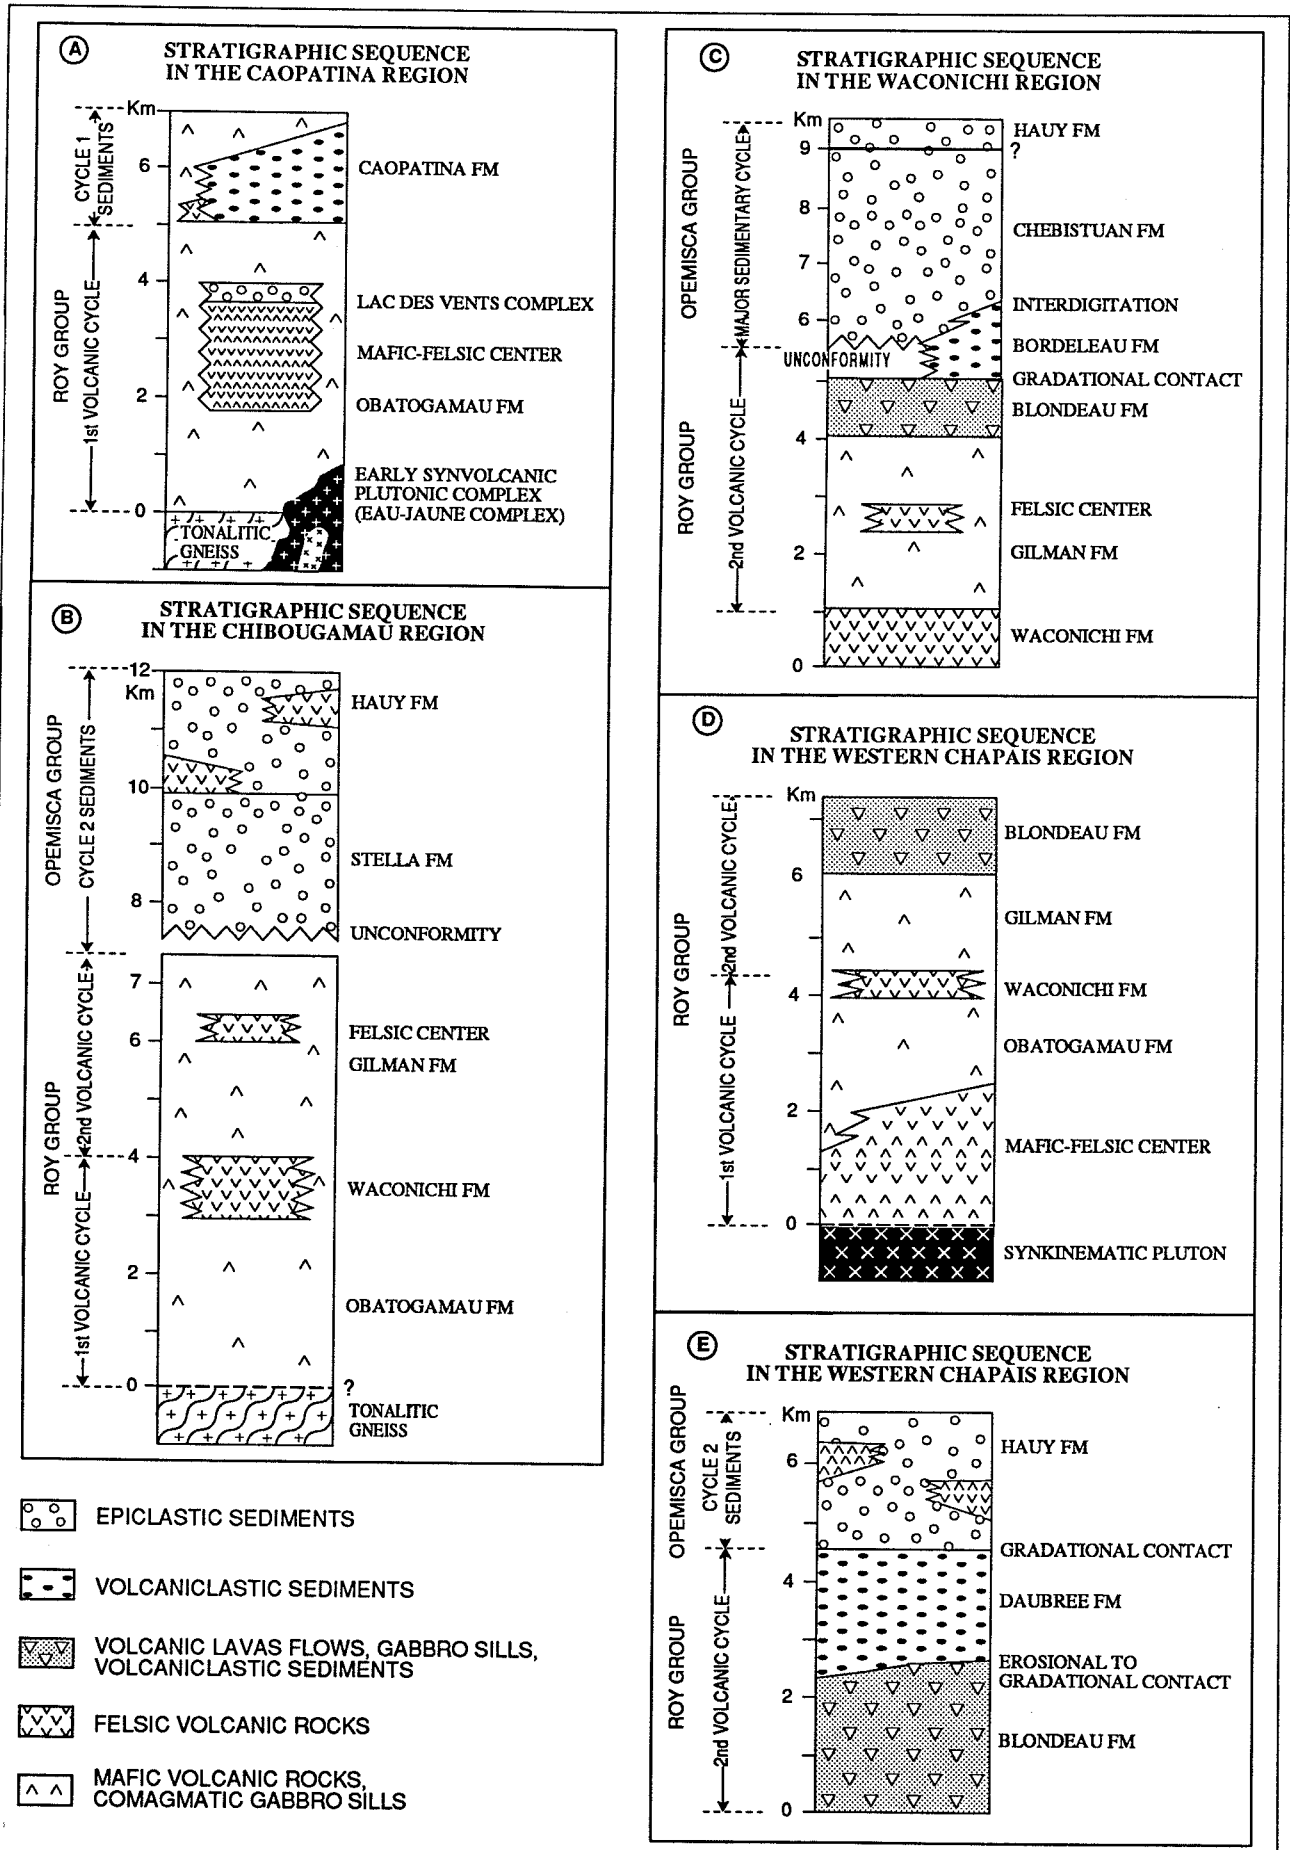 A
STRATIGRAPHIC SEQUENCE
IN THE CAOPATINA REGION
Km
6
4
2
0
CYCLE 1
SEDIMENTS
ROY GROUP
1st VOLCANIC CYCLE
CAOPATINA FM
LAC DES VENTS COMPLEX
MAFIC-FELSIC CENTER
OBATOGAMAU FM
EARLY SYNVOLCANIC
PLUTONIC COMPLEX
(EAU-JAUNE COMPLEX)
TONALITIC
GNEISS
B
STRATIGRAPHIC SEQUENCE
IN THE CHIBOUGAMAU REGION
12
Km
10
8
7
6
4
2
0
OPEMISCA GROUP
CYCLE 2 SEDIMENTS
ROY GROUP
2nd VOLCANIC CYCLE
1st VOLCANIC CYCLE
HAUY FM
STELLA FM
UNCONFORMITY
FELSIC CENTER
GILMAN FM
WACONICHI FM
OBATOGAMAU FM
?
TONALITIC
GNEISS
EPICLASTIC SEDIMENTS
VOLCANICLASTIC SEDIMENTS
VOLCANIC LAVAS FLOWS, GABBRO SILLS,
VOLCANICLASTIC SEDIMENTS
FELSIC VOLCANIC ROCKS
MAFIC VOLCANIC ROCKS,
COMAGMATIC GABBRO SILLS
C
STRATIGRAPHIC SEQUENCE
IN THE WACONICHI REGION
Km
9
8
7
6
4
2
0
OPEMISCA GROUP
MAJOR SEDIMENTARY CYCLE
ROY GROUP
2nd VOLCANIC CYCLE
HAUY FM
?
CHEBISTUAN FM
INTERDIGITATION
BORDELEAU FM
UNCONFORMITY
GRADATIONAL CONTACT
BLONDEAU FM
FELSIC CENTER
GILMAN FM
WACONICHI FM
D
STRATIGRAPHIC SEQUENCE
IN THE WESTERN CHAPAIS REGION
Km
6
4
2
0
ROY GROUP
2nd VOLCANIC CYCLE
1st VOLCANIC CYCLE
BLONDEAU FM
GILMAN FM
WACONICHI FM
OBATOGAMAU FM
MAFIC-FELSIC CENTER
SYNKINEMATIC PLUTON
E
STRATIGRAPHIC SEQUENCE
IN THE WESTERN CHAPAIS REGION
Km
6
4
2
0
OPEMISCA GROUP
CYCLE 2
SEDIMENTS
ROY GROUP
2nd VOLCANIC CYCLE
HAUY FM
GRADATIONAL CONTACT
DAUBREE FM
EROSIONAL TO
GRADATIONAL CONTACT
BLONDEAU FM